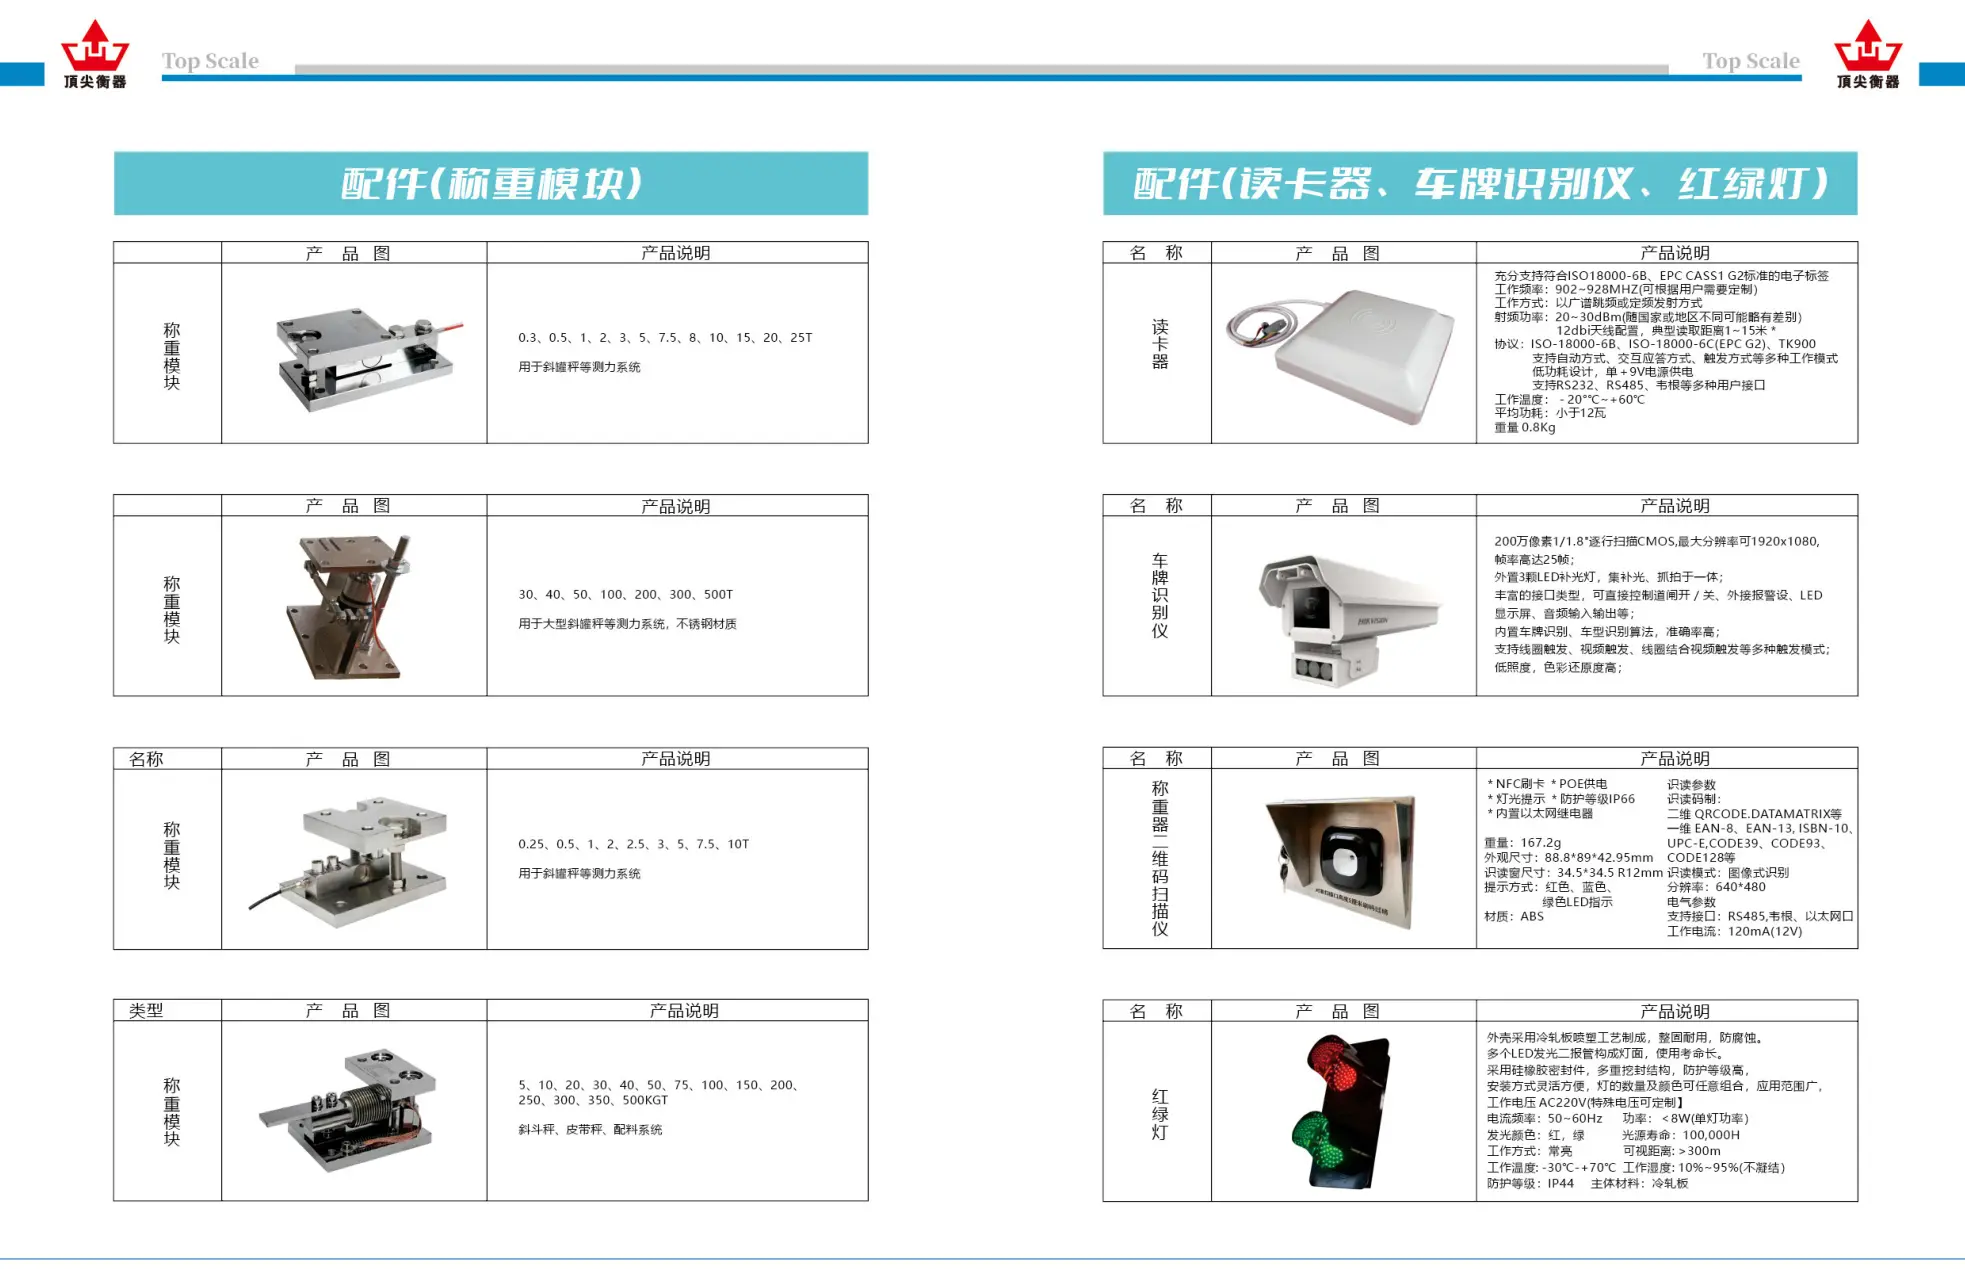 頂尖衡器
Top Scale
Top Scale
頂尖衡器
配件(称重模块)
产 品 图
产品说明
称重模块
0.3、0.5、1、2、3、5、7.5、8、10、15、20、25T
用于斜罐秤等测力系统
产 品 图
产品说明
称重模块
30、40、50、100、200、300、500T
用于大型斜罐秤等测力系统，不锈钢材质
名称
产 品 图
产品说明
称重模块
0.25、0.5、1、2、2.5、3、5、7.5、10T
用于斜罐秤等测力系统
类型
产 品 图
产品说明
称重模块
5、10、20、30、40、50、75、100、150、200、
250、300、350、500KGT
斜斗秤、皮带秤、配料系统
配件(读卡器、车牌识别仪、红绿灯)
名 称
产 品 图
产品说明
读卡器
充分支持符合ISO18000-6B、EPC CASS1 G2标准的电子标签
工作频率：902~928MHZ(可根据用户需要定制)
工作方式：以广谱跳频或定频发射方式
射频功率：20~30dBm(随国家或地区不同可能略有差别)
12dbi天线配置，典型读取距离1~15米 *
协议：ISO-18000-6B、ISO-18000-6C(EPC G2)、TK900
支持自动方式、交互应答方式、触发方式等多种工作模式
低功耗设计，单＋9V电源供电
支持RS232、RS485、韦根等多种用户接口
工作温度： - 20°℃~+60℃
平均功耗：小于12瓦
重量 0.8Kg
名 称
产 品 图
产品说明
车牌识别仪
HIKVISION
200万像素1/1.8"逐行扫描CMOS,最大分辨率可1920x1080,
帧率高达25帧；
外置3颗LED补光灯，集补光、抓拍于一体；
丰富的接口类型，可直接控制道闸开 / 关、外接报警设、LED
显示屏、音频输入输出等；
内置车牌识别、车型识别算法，准确率高；
支持线圈触发、视频触发、线圈结合视频触发等多种触发模式；
低照度，色彩还原度高；
名 称
产 品 图
产品说明
称重器二维码扫描仪
* NFC刷卡 * POE供电
* 灯光提示 * 防护等级IP66
* 内置以太网继电器
重量：167.2g
外观尺寸：88.8*89*42.95mm
识读窗尺寸：34.5*34.5 R12mm
提示方式：红色、蓝色、
绿色LED指示
材质：ABS
识读参数
识读码制：
二维 QRCODE.DATAMATRIX等
一维 EAN-8、EAN-13, ISBN-10、
UPC-E,CODE39、CODE93、
CODE128等
识读模式：图像式识别
分辨率：640*480
电气参数
支持接口：RS485,韦根、以太网口
工作电流：120mA(12V)
名 称
产 品 图
产品说明
红绿灯
外壳采用冷轧板喷塑工艺制成，整固耐用，防腐蚀。
多个LED发光二报管构成灯面，使用考命长。
采用硅橡胶密封件，多重挖封结构，防护等级高，
安装方式灵活方便，灯的数量及颜色可任意组合，应用范围广，
工作电压 AC220V(特殊电压可定制】
电流频率：50~60Hz 功率：<8W(单灯功率)
发光颜色：红，绿 光源寿命：100,000H
工作方式：常亮 可视距离: >300m
工作温度: -30℃-+70℃ 工作湿度: 10%~95%(不凝结)
防护等级：IP44 主体材料：冷轧板